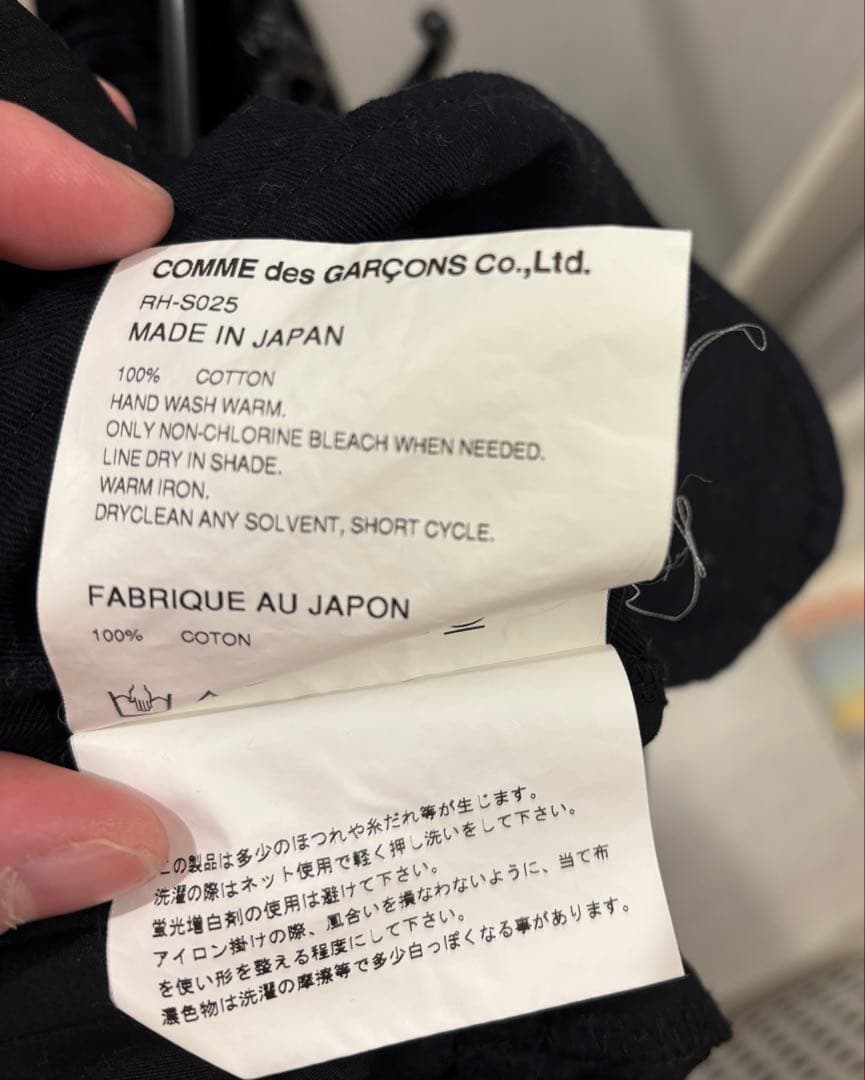 COMME des GARÇONS Co.,Ltd.
RH-S025
MADE IN JAPAN
100% COTTON
HAND WASH WARM.
ONLY NON-CHLORINE BLEACH WHEN NEEDED.
LINE DRY IN SHADE.
WARM IRON.
DRYCLEAN ANY SOLVENT, SHORT CYCLE.
FABRIQUE AU JAPON
100% COTON
この製品は多少のほつれや糸だれ等が生じます。
洗濯の際はネット使用で軽く押し洗いをして下さい。
蛍光増白剤の使用は避けて下さい。
アイロン掛けの際、風合いを損なわないように、当て布
を使い形を整える程度にして下さい。
濃色物は洗濯の摩擦等で多少白っぽくなる事があります。